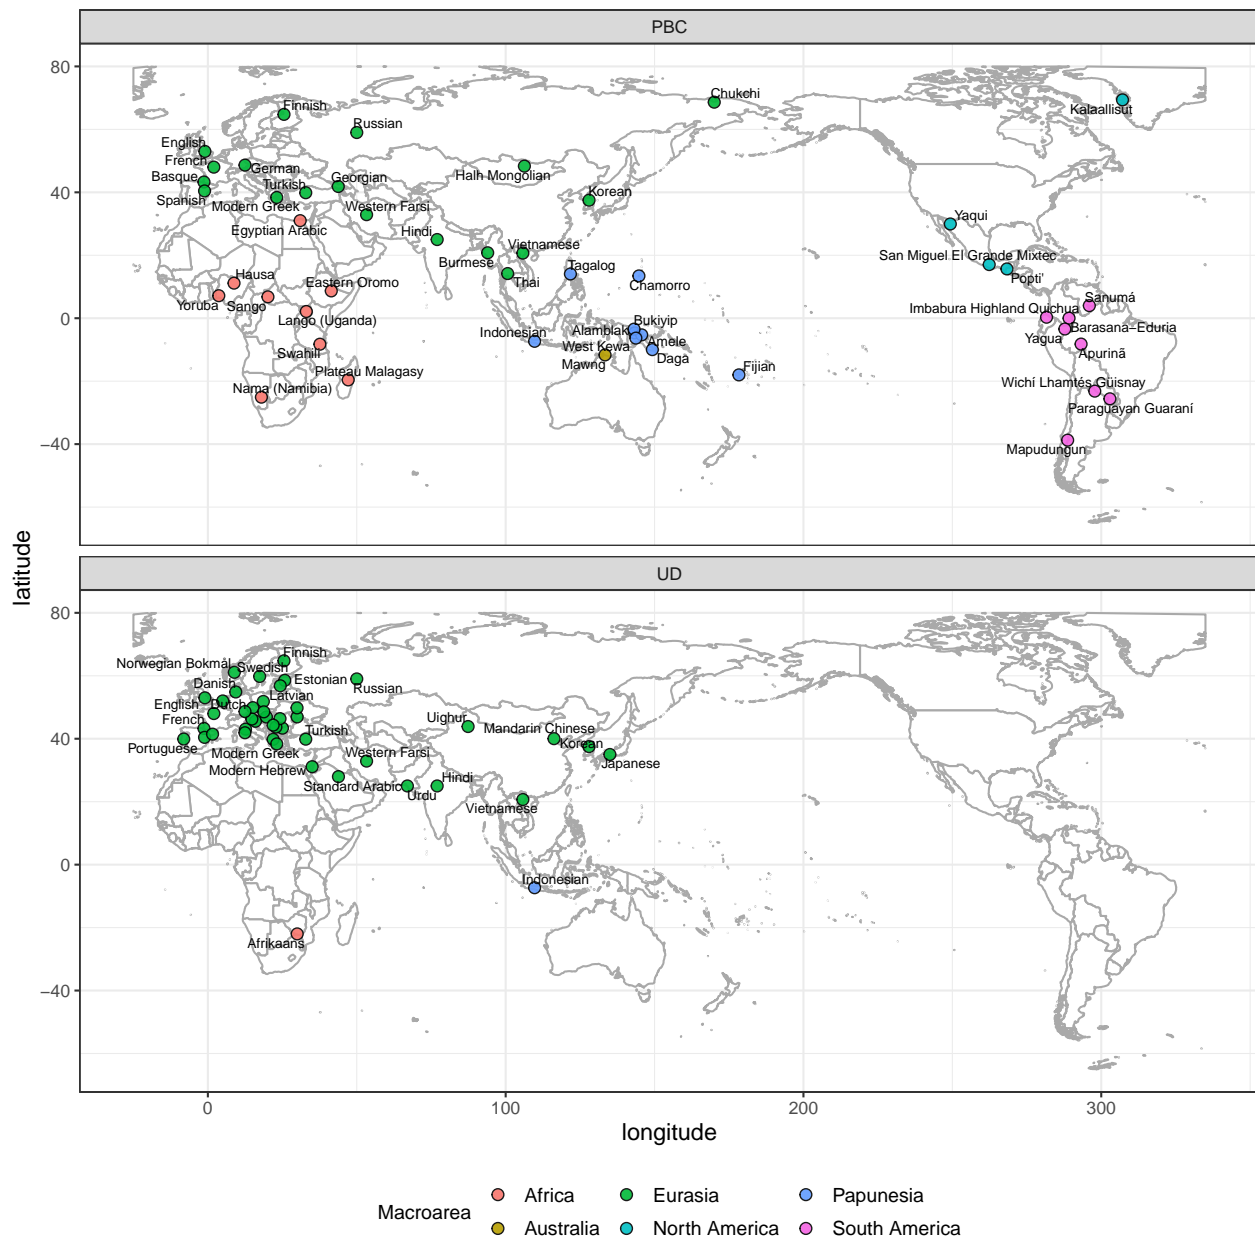 PBC
80
40
0
−40
Finnish
Russian
Chukchi
Kalaallisut
English
French
German
Basque
Spanish
Turkish
Georgian
Modern Greek
Western Farsi
Egyptian Arabic
Halh Mongolian
Korean
Hindi
Burmese
Vietnamese
Thai
Tagalog
Chamorro
Yaqui
San Miguel El Grande Mixtec
Popti'
Hausa
Eastern Oromo
Yoruba
Sango
Lango (Uganda)
Swahili
Plateau Malagasy
Nama (Namibia)
Indonesian
Alamblak
Bukiyip
West Kewa
Amele
Mawng
Daga
Fijian
Sanumá
Imbabura Highland Quichua
Barasana−Eduria
Yagua
Apurinã
Wichí Lhamtés Güisnay
Paraguayan Guaraní
Mapudungun
latitude
UD
80
40
0
−40
Norwegian Bokmål
Swedish
Finnish
Danish
Estonian
Russian
English
Dutch
Latvian
French
Portuguese
Modern Greek
Turkish
Modern Hebrew
Western Farsi
Standard Arabic
Uighur
Mandarin Chinese
Korean
Japanese
Urdu
Hindi
Vietnamese
Indonesian
Afrikaans
0
100
200
300
longitude
Macroarea
Africa
Eurasia
Papunesia
Australia
North America
South America